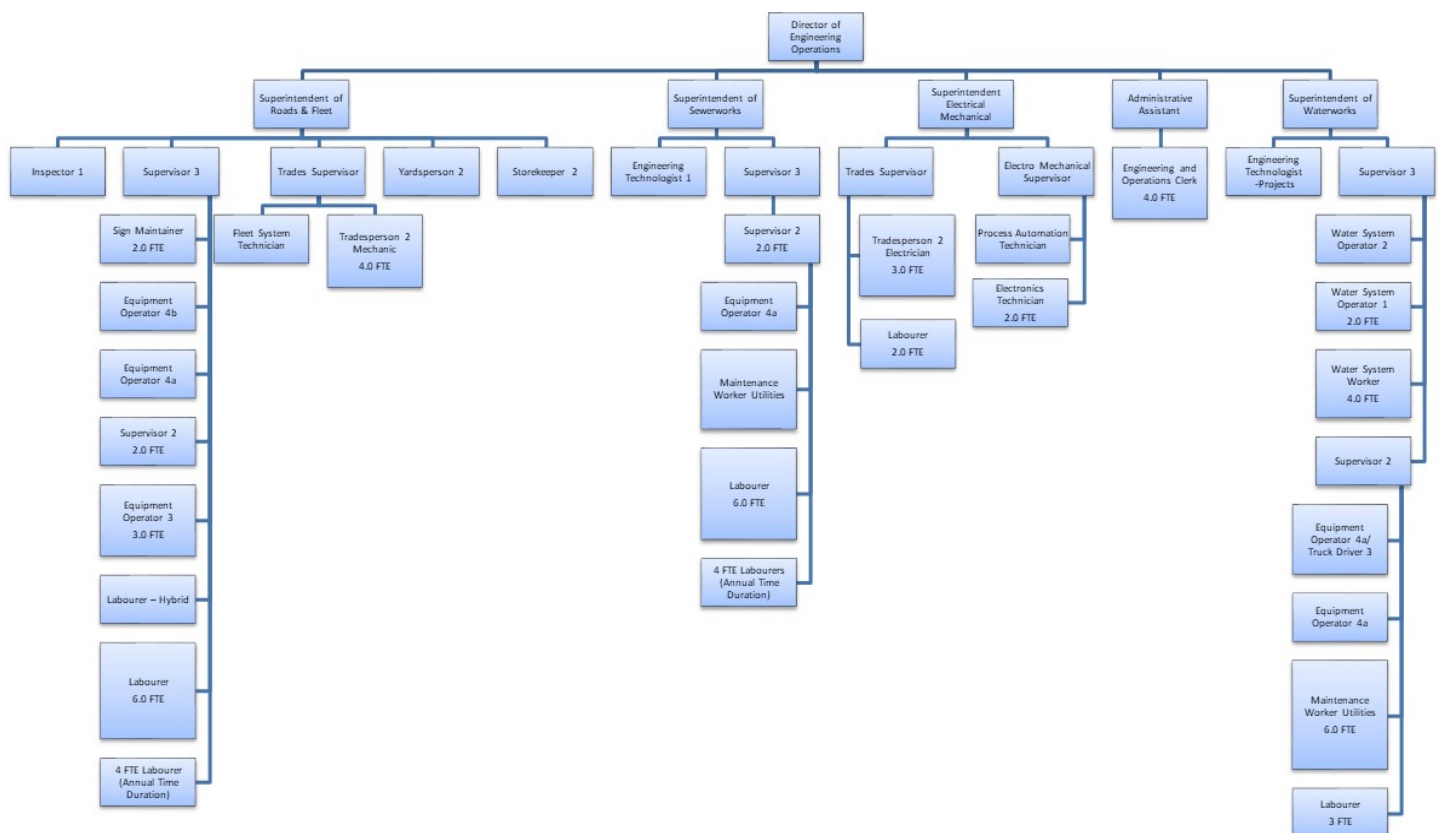 Director of
Engineering
Operations
Superintendent of
Roads & Fleet
Superintendent of
Sewerworks
Superintendent
Electrical
Mechanical
Administrative
Assistant
Superintendent of
Waterworks
Inspector 1
Supervisor 3
Trades Supervisor
Yardsperson 2
Storekeeper 2
Engineering
Technologist 1
Supervisor 3
Trades Supervisor
Electro Mechanical
Supervisor
Engineering and
Operations Clerk
4.0 FTE
Engineering
Technologist
-Projects
Supervisor 3
Sign Maintainer
2.0 FTE
Equipment
Operator 4b
Equipment
Operator 4a
Supervisor 2
2.0 FTE
Equipment
Operator 3
3.0 FTE
Labourer – Hybrid
Labourer
6.0 FTE
4 FTE Labourer
(Annual Time
Duration)
Fleet System
Technician
Tradesperson 2
Mechanic
4.0 FTE
Supervisor 2
2.0 FTE
Equipment
Operator 4a
Maintenance
Worker Utilities
Labourer
6.0 FTE
4 FTE Labourers
(Annual Time
Duration)
Tradesperson 2
Electrician
3.0 FTE
Labourer
2.0 FTE
Process Automation
Technician
Electronics
Technician
2.0 FTE
Water System
Operator 2
Water System
Operator 1
2.0 FTE
Water System
Worker
4.0 FTE
Supervisor 2
Equipment
Operator 4a/
Truck Driver 3
Equipment
Operator 4a
Maintenance
Worker Utilities
6.0 FTE
Labourer
3 FTE